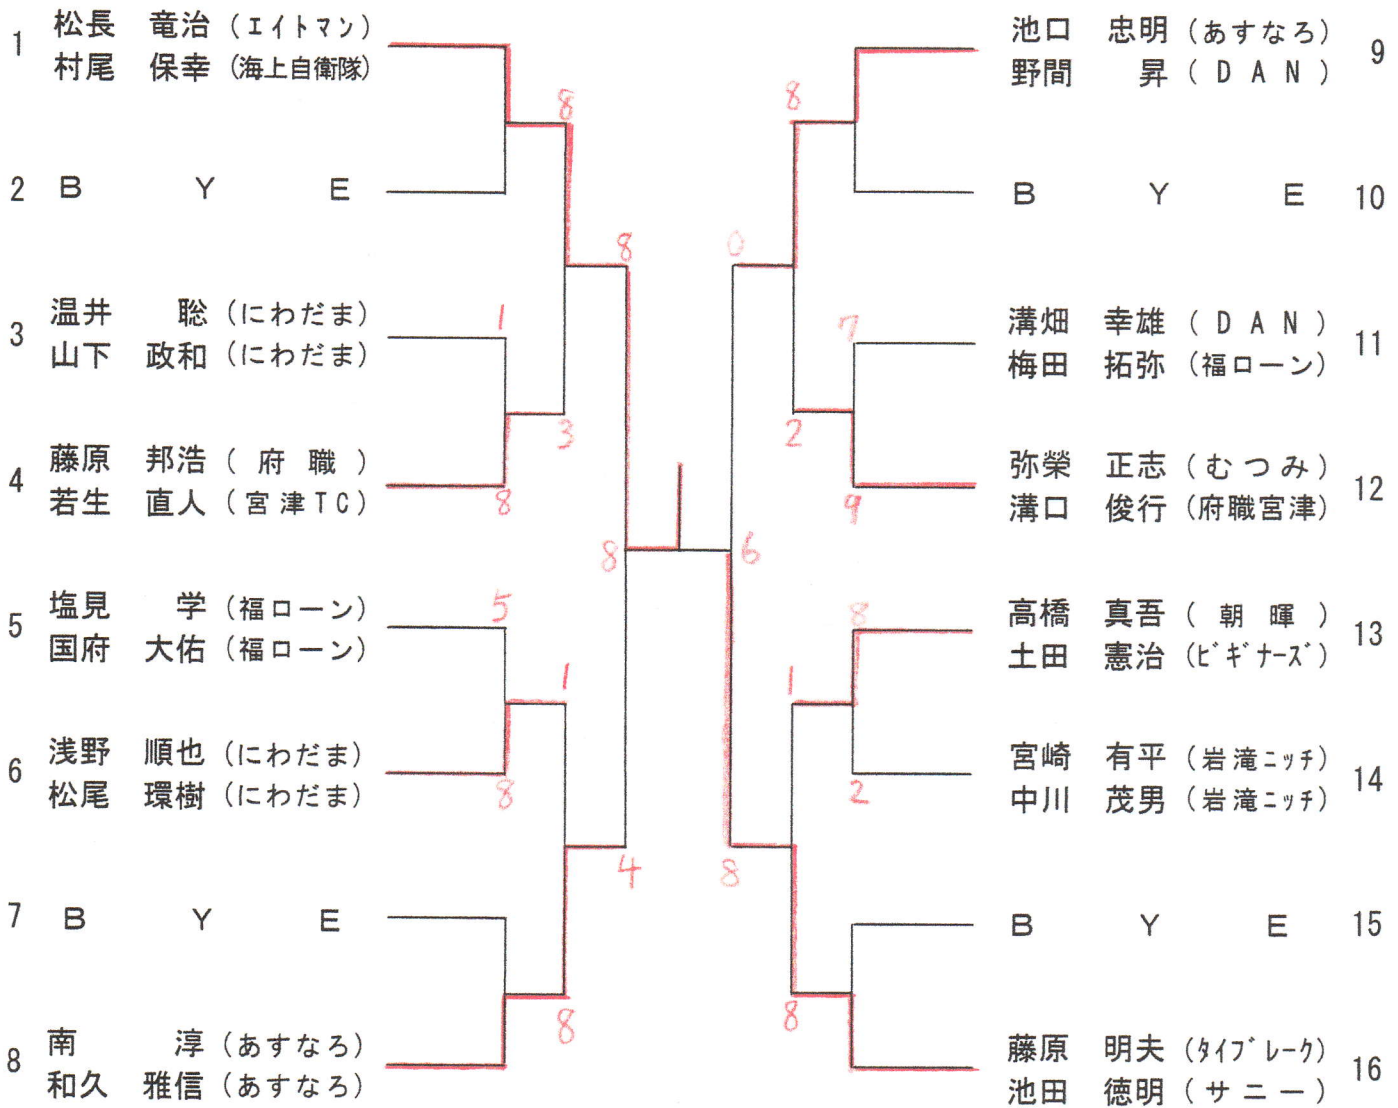 1 松長 竜治 (エイトマン)
村尾 保幸 (海上自衛隊)
2 B Y E
3 温井 聡 (にわだま)
山下 政和 (にわだま)
4 藤原 邦浩 ( 府 職 )
若生 直人 (宮津TC)
5 塩見 学 (福ローン)
国府 大佑 (福ローン)
6 浅野 順也 (にわだま)
松尾 環樹 (にわだま)
7 B Y E
8 南 淳 (あすなろ)
和久 雅信 (あすなろ)
1
8
5
8
8
3
1
8
8
4
8
6
0
8
8
2
1
8
7
9
8
2
池口 忠明 (あすなろ) 9
野間 昇 ( D A N )
B Y E 10
溝畑 幸雄 ( D A N ) 11
梅田 拓弥 (福ローン)
弥榮 正志 (むつみ) 12
溝口 俊行 (府職宮津)
高橋 真吾 ( 朝 暉 ) 13
土田 憲治 (ビギナーズ)
宮崎 有平 (岩滝ニッチ) 14
中川 茂男 (岩滝ニッチ)
B Y E 15
藤原 明夫 (タイブレーク) 16
池田 徳明 (サニー)